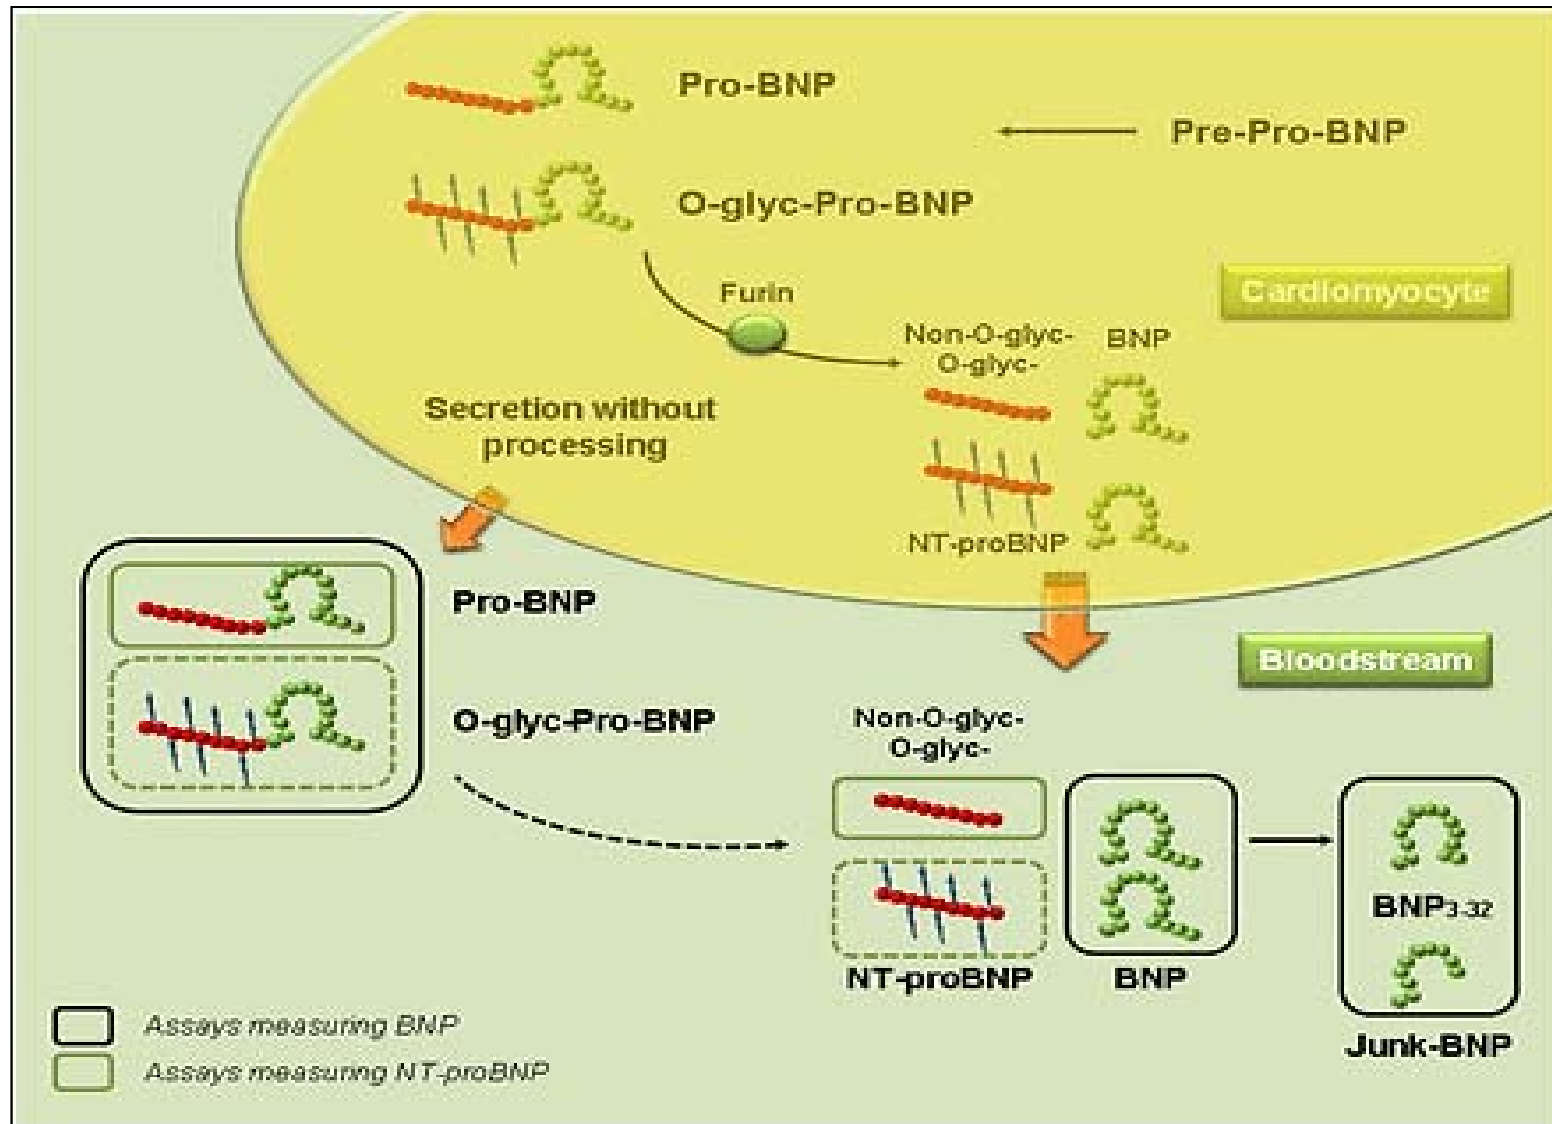 Pro-BNP
Pre-Pro-BNP
O-glyc-Pro-BNP
Cardiomyocyte
Furin
Non-O-glyc-
O-glyc-
BNP
Secretion without
processing
NT-proBNP
Pro-BNP
Bloodstream
O-glyc-Pro-BNP
Non-O-glyc-
O-glyc-
BNP3-32
NT-proBNP
BNP
Junk-BNP
Assays measuring BNP
Assays measuring NT-proBNP